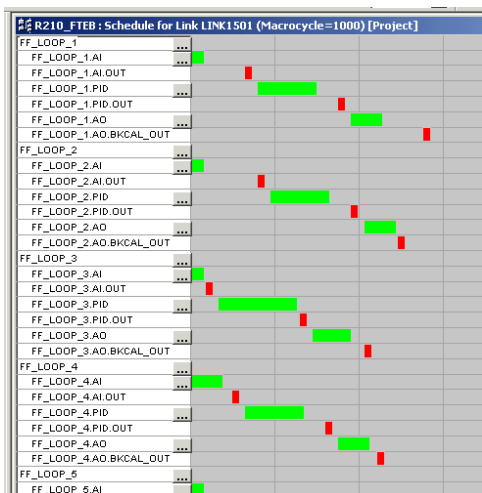 R210_FTEB : Schedule for Link LINK1501 (Macrocycle=1000) [Project]
FF_LOOP_1 ...
FF_LOOP_1.AI ...
FF_LOOP_1.AI.OUT
FF_LOOP_1.PID ...
FF_LOOP_1.PID.OUT
FF_LOOP_1.AO ...
FF_LOOP_1.AO.BKCAL_OUT
FF_LOOP_2 ...
FF_LOOP_2.AI ...
FF_LOOP_2.AI.OUT
FF_LOOP_2.PID ...
FF_LOOP_2.PID.OUT
FF_LOOP_2.AO ...
FF_LOOP_2.AO.BKCAL_OUT
FF_LOOP_3 ...
FF_LOOP_3.AI ...
FF_LOOP_3.AI.OUT
FF_LOOP_3.PID ...
FF_LOOP_3.PID.OUT
FF_LOOP_3.AO ...
FF_LOOP_3.AO.BKCAL_OUT
FF_LOOP_4 ...
FF_LOOP_4.AI ...
FF_LOOP_4.AI.OUT
FF_LOOP_4.PID ...
FF_LOOP_4.PID.OUT
FF_LOOP_4.AO ...
FF_LOOP_4.AO.BKCAL_OUT
FF_LOOP_5 ...
FF_LOOP_5.AI ...